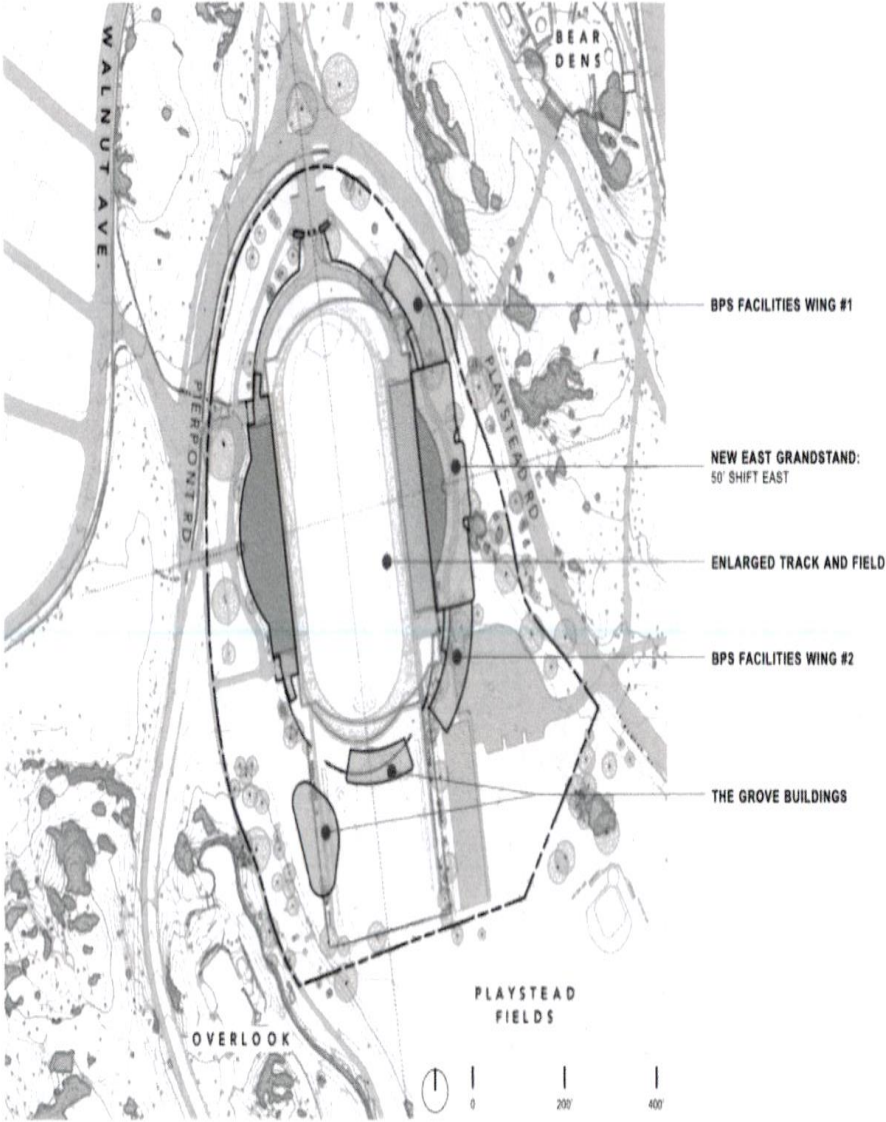 WALNUT AVE.
BEAR
DENS
BPS FACILITIES WING #1
PIERPONT RD
PLAYSTEAD RD
NEW EAST GRANDSTAND:
50' SHIFT EAST
ENLARGED TRACK AND FIELD
BPS FACILITIES WING #2
THE GROVE BUILDINGS
PLAYSTEAD
FIELDS
OVERLOOK
0
200'
400'